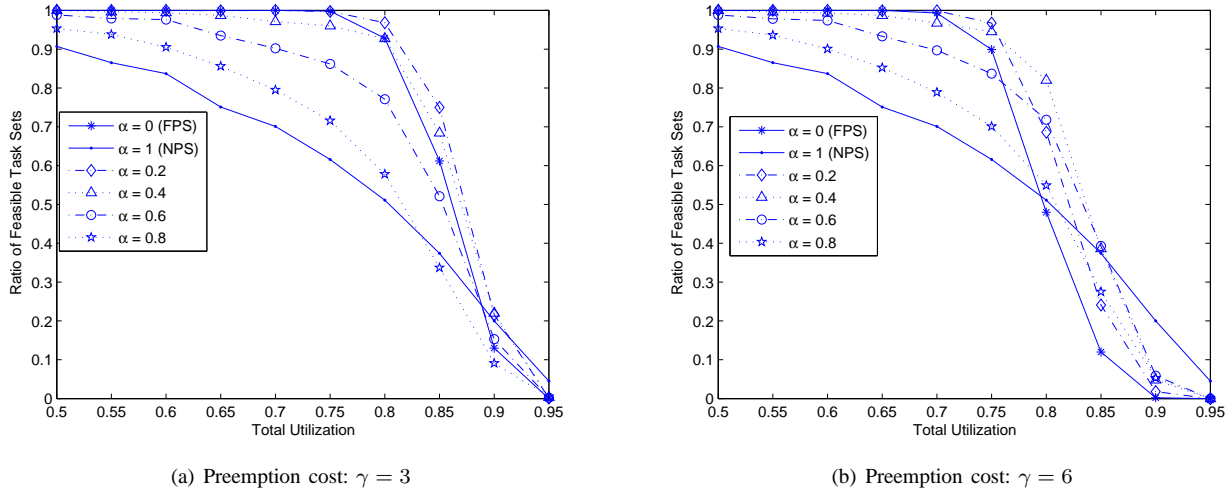 1
0.9
0.8
0.7
0.6
0.5
0.4
0.3
0.2
0.1
0
Ratio of Feasible Task Sets
α = 0 (FPS)
α = 1 (NPS)
α = 0.2
α = 0.4
α = 0.6
α = 0.8
0.5 0.55 0.6 0.65 0.7 0.75 0.8 0.85 0.9 0.95
Total Utilization
(a) Preemption cost: γ = 3
1
0.9
0.8
0.7
0.6
0.5
0.4
0.3
0.2
0.1
0
Ratio of Feasible Task Sets
α = 0 (FPS)
α = 1 (NPS)
α = 0.2
α = 0.4
α = 0.6
α = 0.8
0.5 0.55 0.6 0.65 0.7 0.75 0.8 0.85 0.9 0.95
Total Utilization
(b) Preemption cost: γ = 6